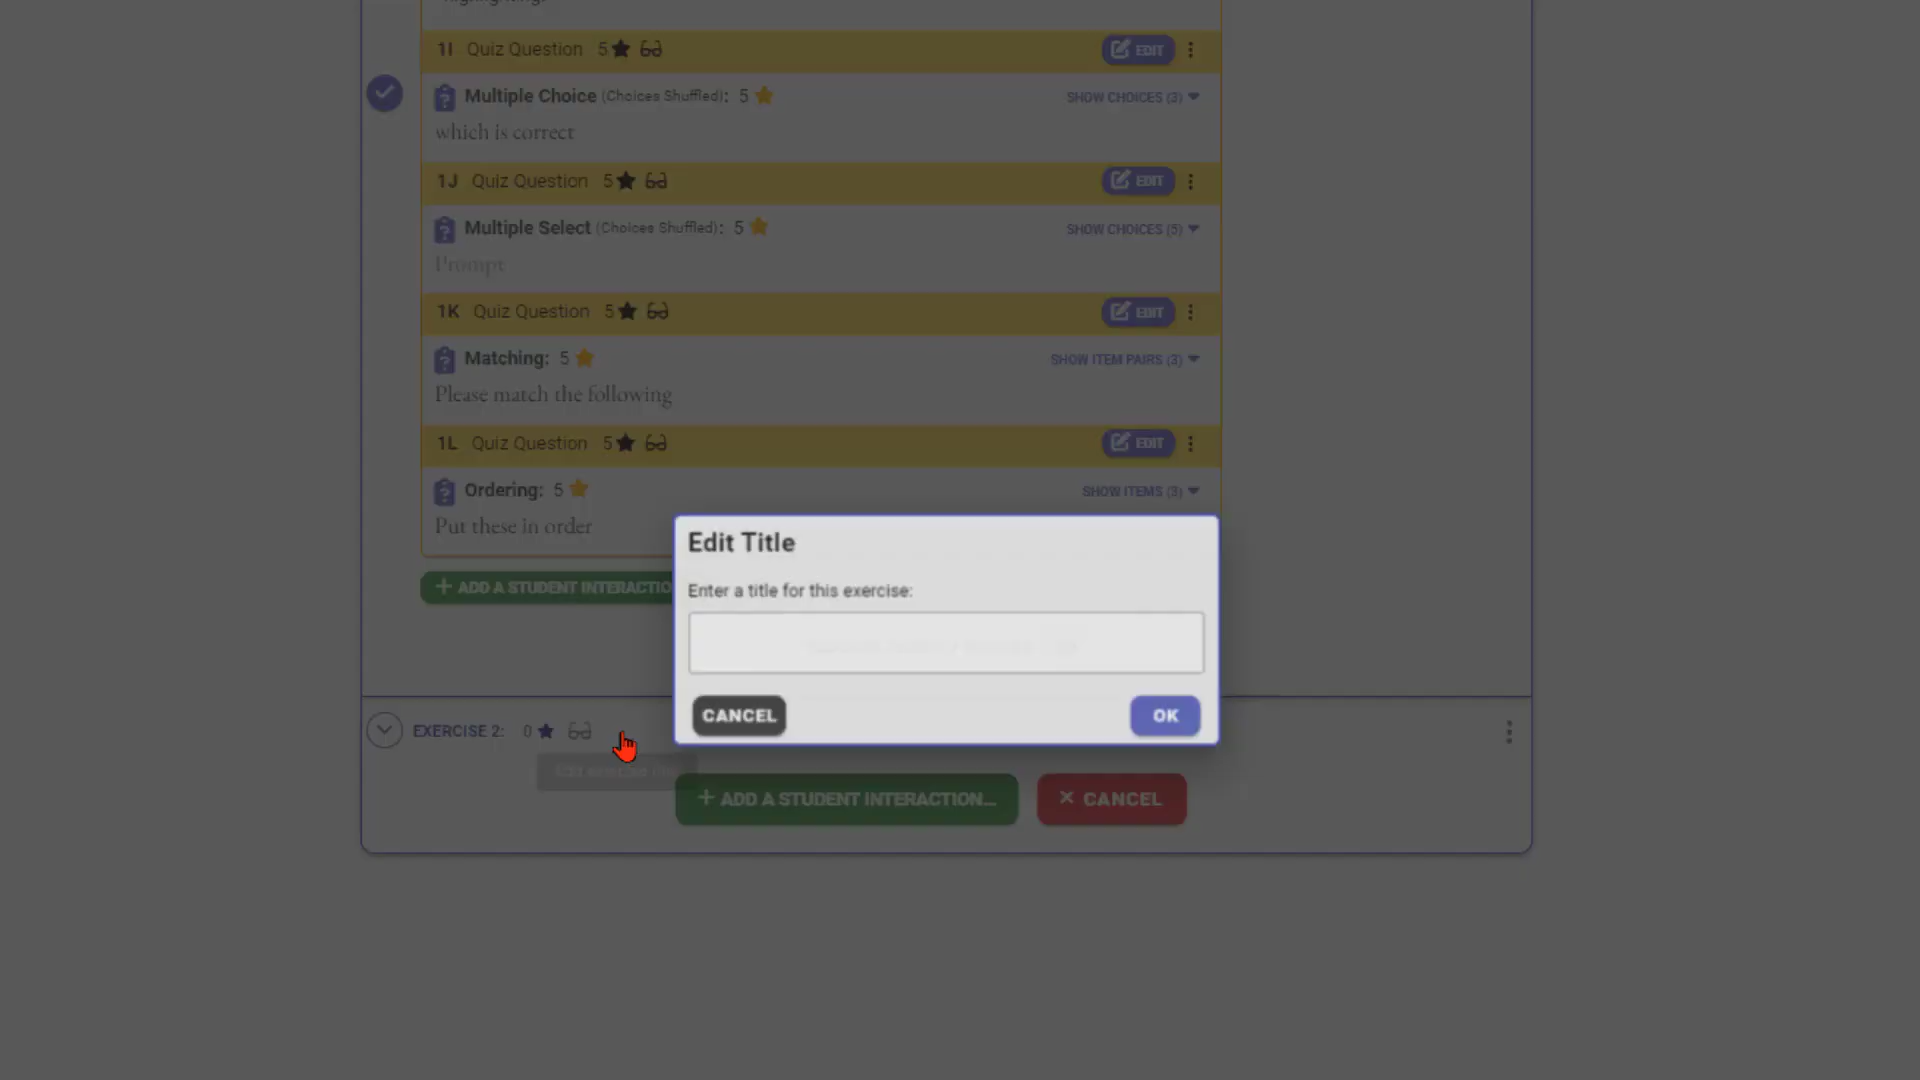 1I Quiz Question 5 EDIT
Multiple Choice (Choices Shuffled): 5 SHOW CHOICES (3)
which is correct
1J Quiz Question 5 EDIT
Multiple Select (Choices Shuffled): 5 SHOW CHOICES (5)
Prompt
1K Quiz Question 5 EDIT
Matching: 5 SHOW ITEM PAIRS (3)
Please match the following
1L Quiz Question 5 EDIT
Ordering: 5 SHOW ITEMS (3)
Put these in order
+ ADD A STUDENT INTERACTIO
Edit Title
Enter a title for this exercise:
CANCEL OK
EXERCISE 2: 0
+ ADD A STUDENT INTERACTION... × CANCEL